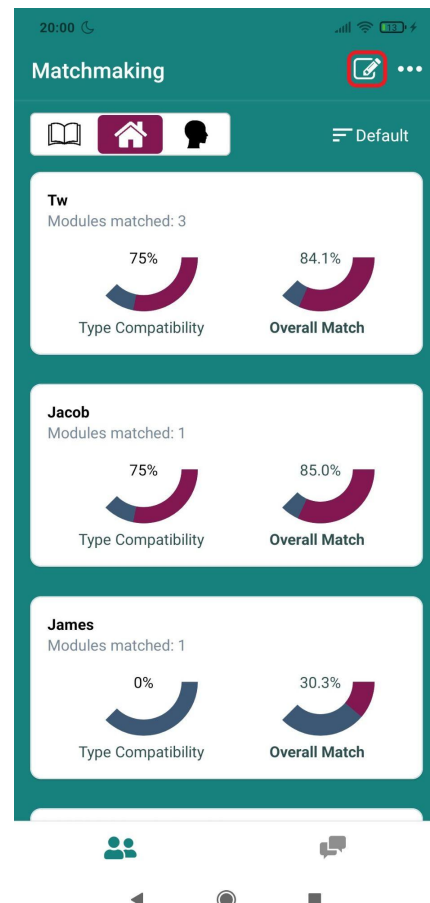 20:00
13
Matchmaking
Default
Tw
Modules matched: 3
75% 84.1%
Type Compatibility Overall Match
Jacob
Modules matched: 1
75% 85.0%
Type Compatibility Overall Match
James
Modules matched: 1
0% 30.3%
Type Compatibility Overall Match